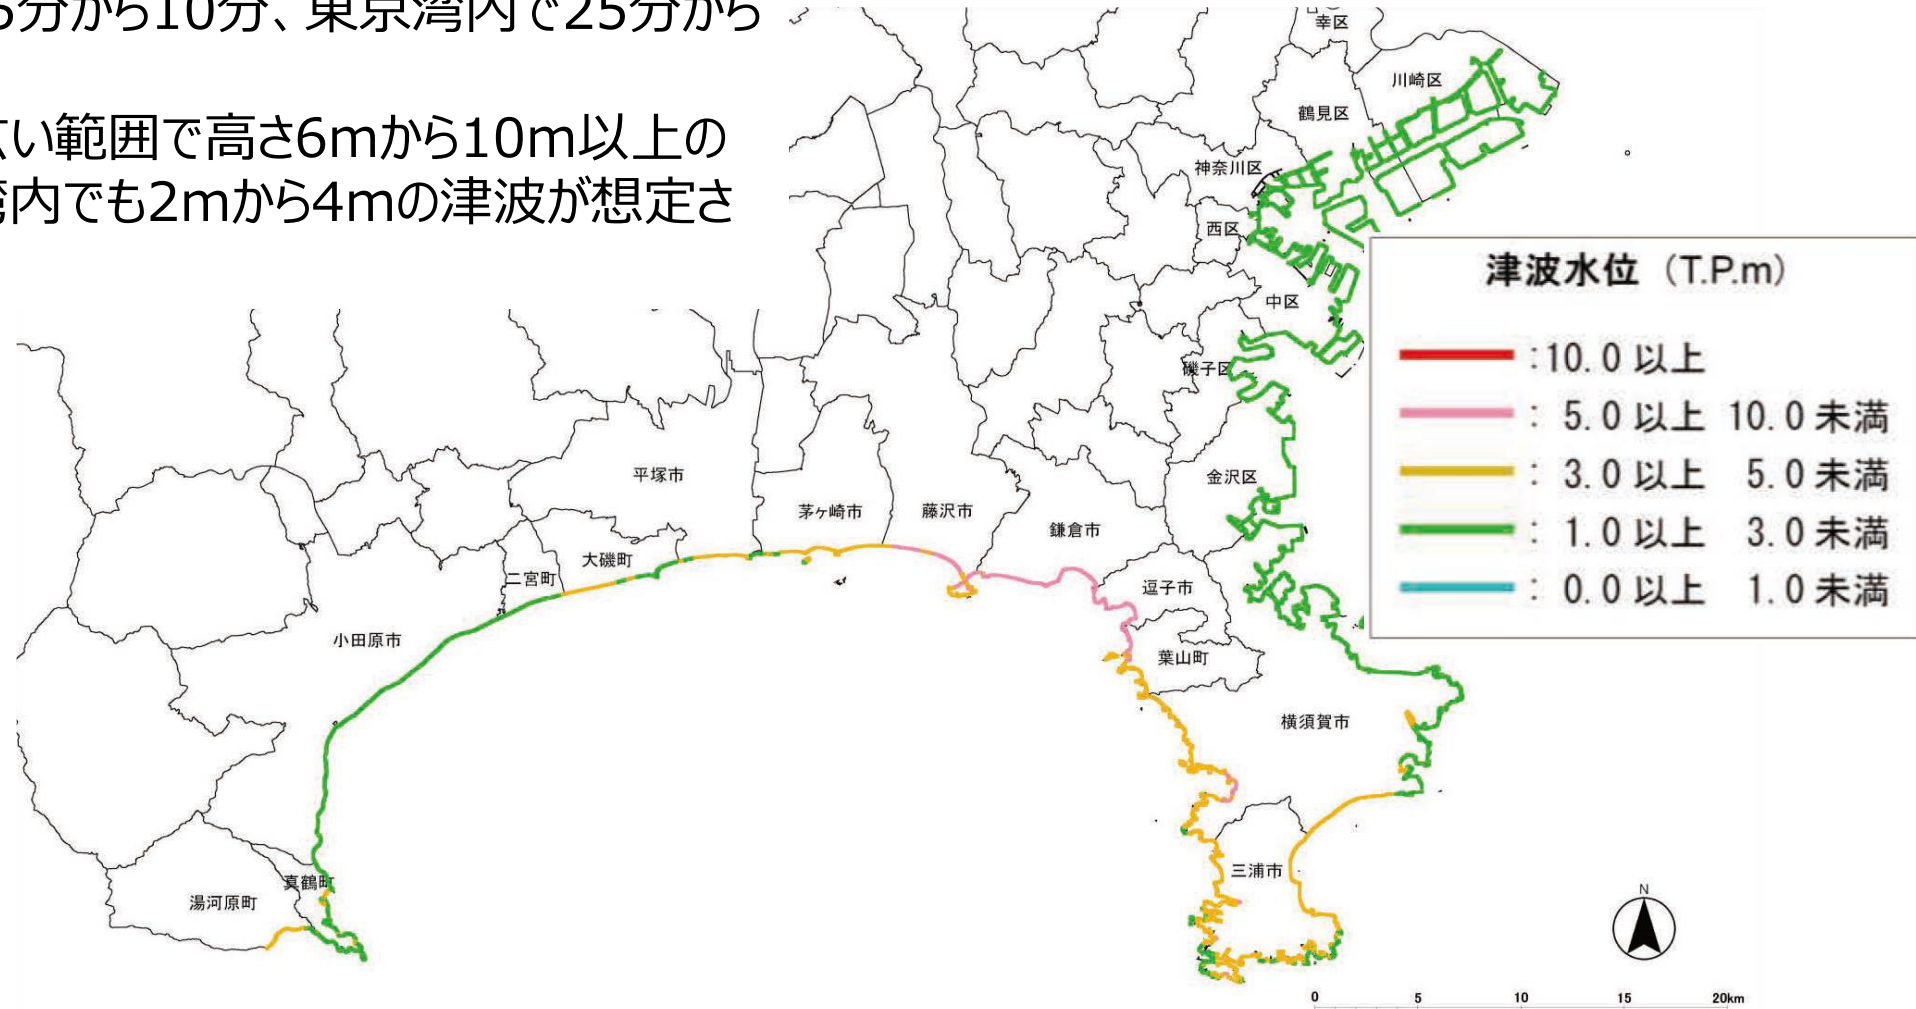 5分から10分、東京湾内で25分から
い範囲で高さ6mから10m以上の
湾内でも2mから4mの津波が想定さ
幸区
川崎区
鶴見区
神奈川区
西区
中区
磯子区
金沢区
平塚市
茅ヶ崎市
藤沢市
鎌倉市
大磯町
二宮町
逗子市
小田原市
葉山町
横須賀市
三浦市
真鶴町
湯河原町
津波水位 (T.P.m)
:10.0 以上
: 5.0 以上 10.0 未満
: 3.0 以上 5.0 未満
: 1.0 以上 3.0 未満
: 0.0 以上 1.0 未満
N
0 5 10 15 20km